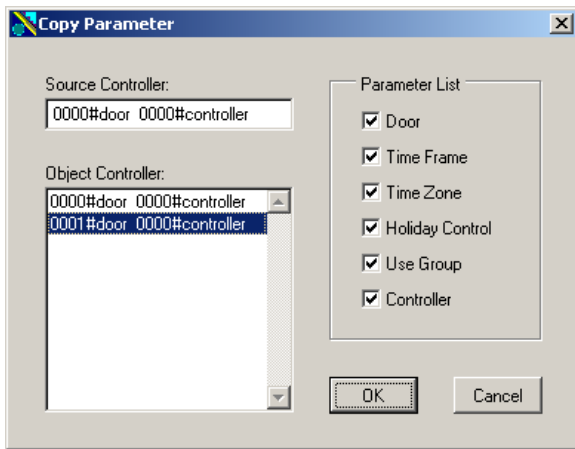 Copy Parameter
Source Controller:
0000#door 0000#controller
Object Controller:
0000#door 0000#controller
0001#door 0000#controller
Parameter List
Door
Time Frame
Time Zone
Holiday Control
Use Group
Controller
OK
Cancel